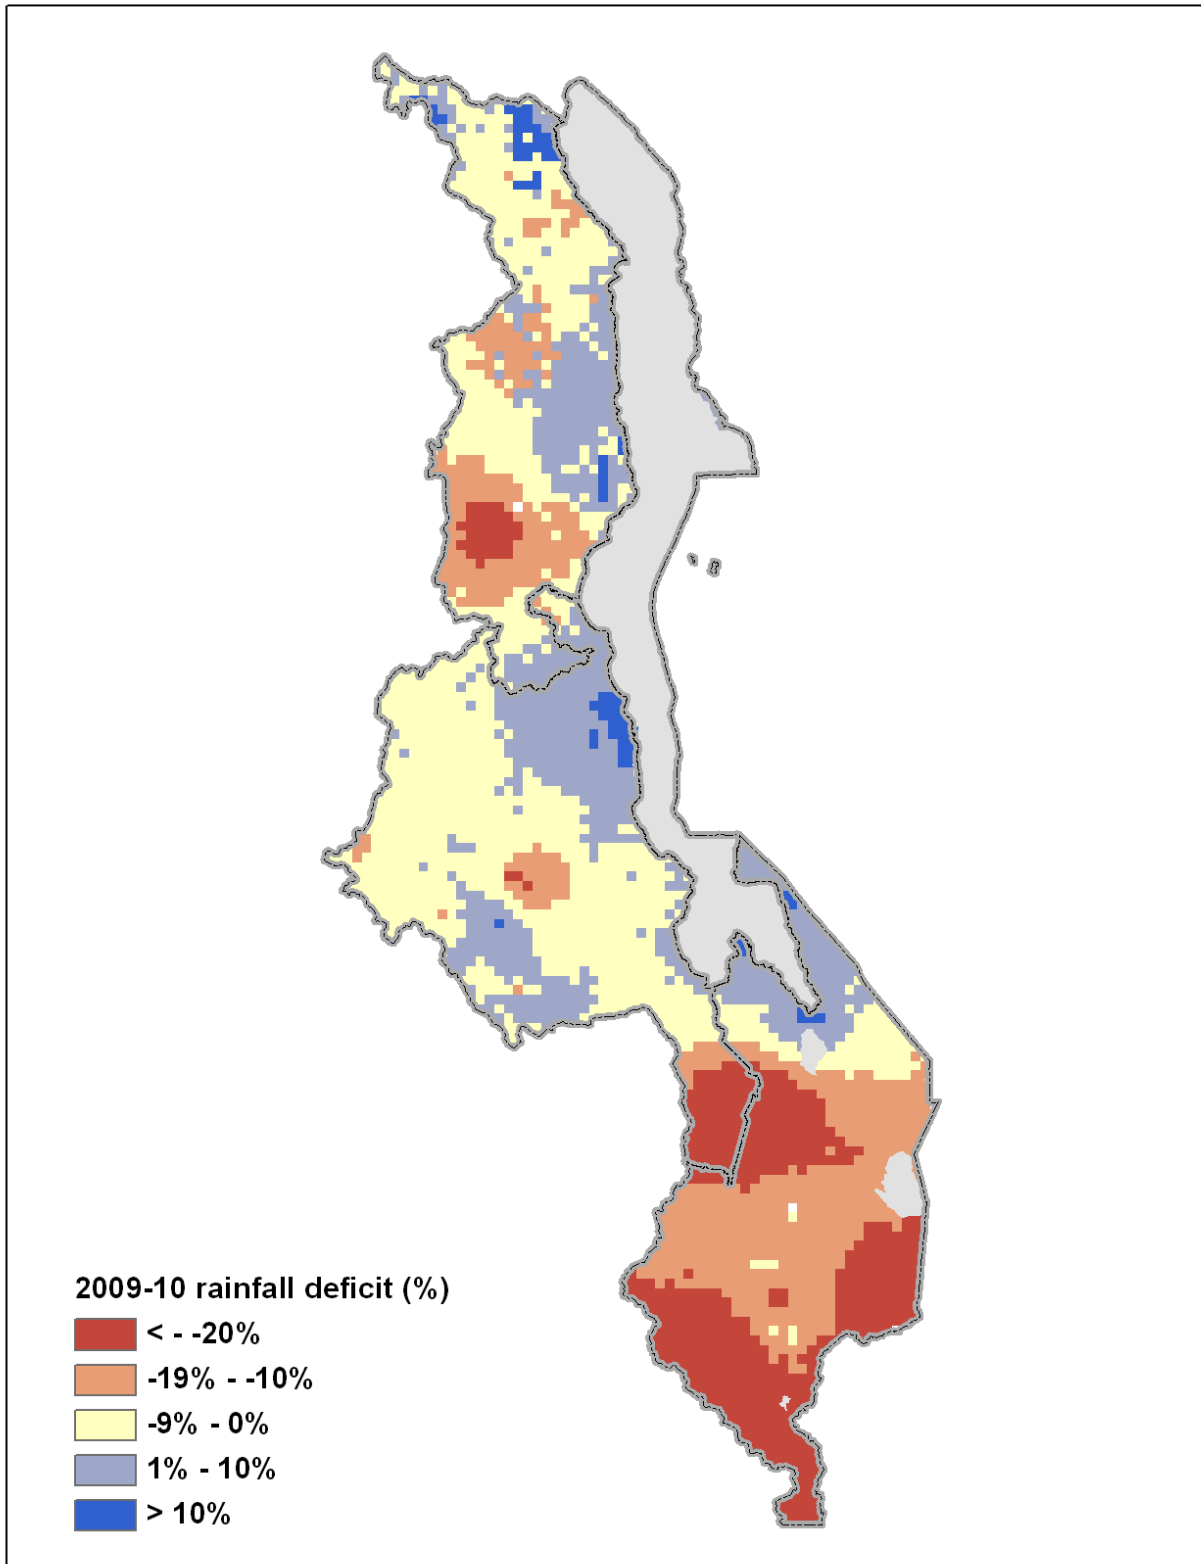 2009-10 rainfall deficit (%)
< - -20%
-19% - -10%
-9% - 0%
1% - 10%
> 10%